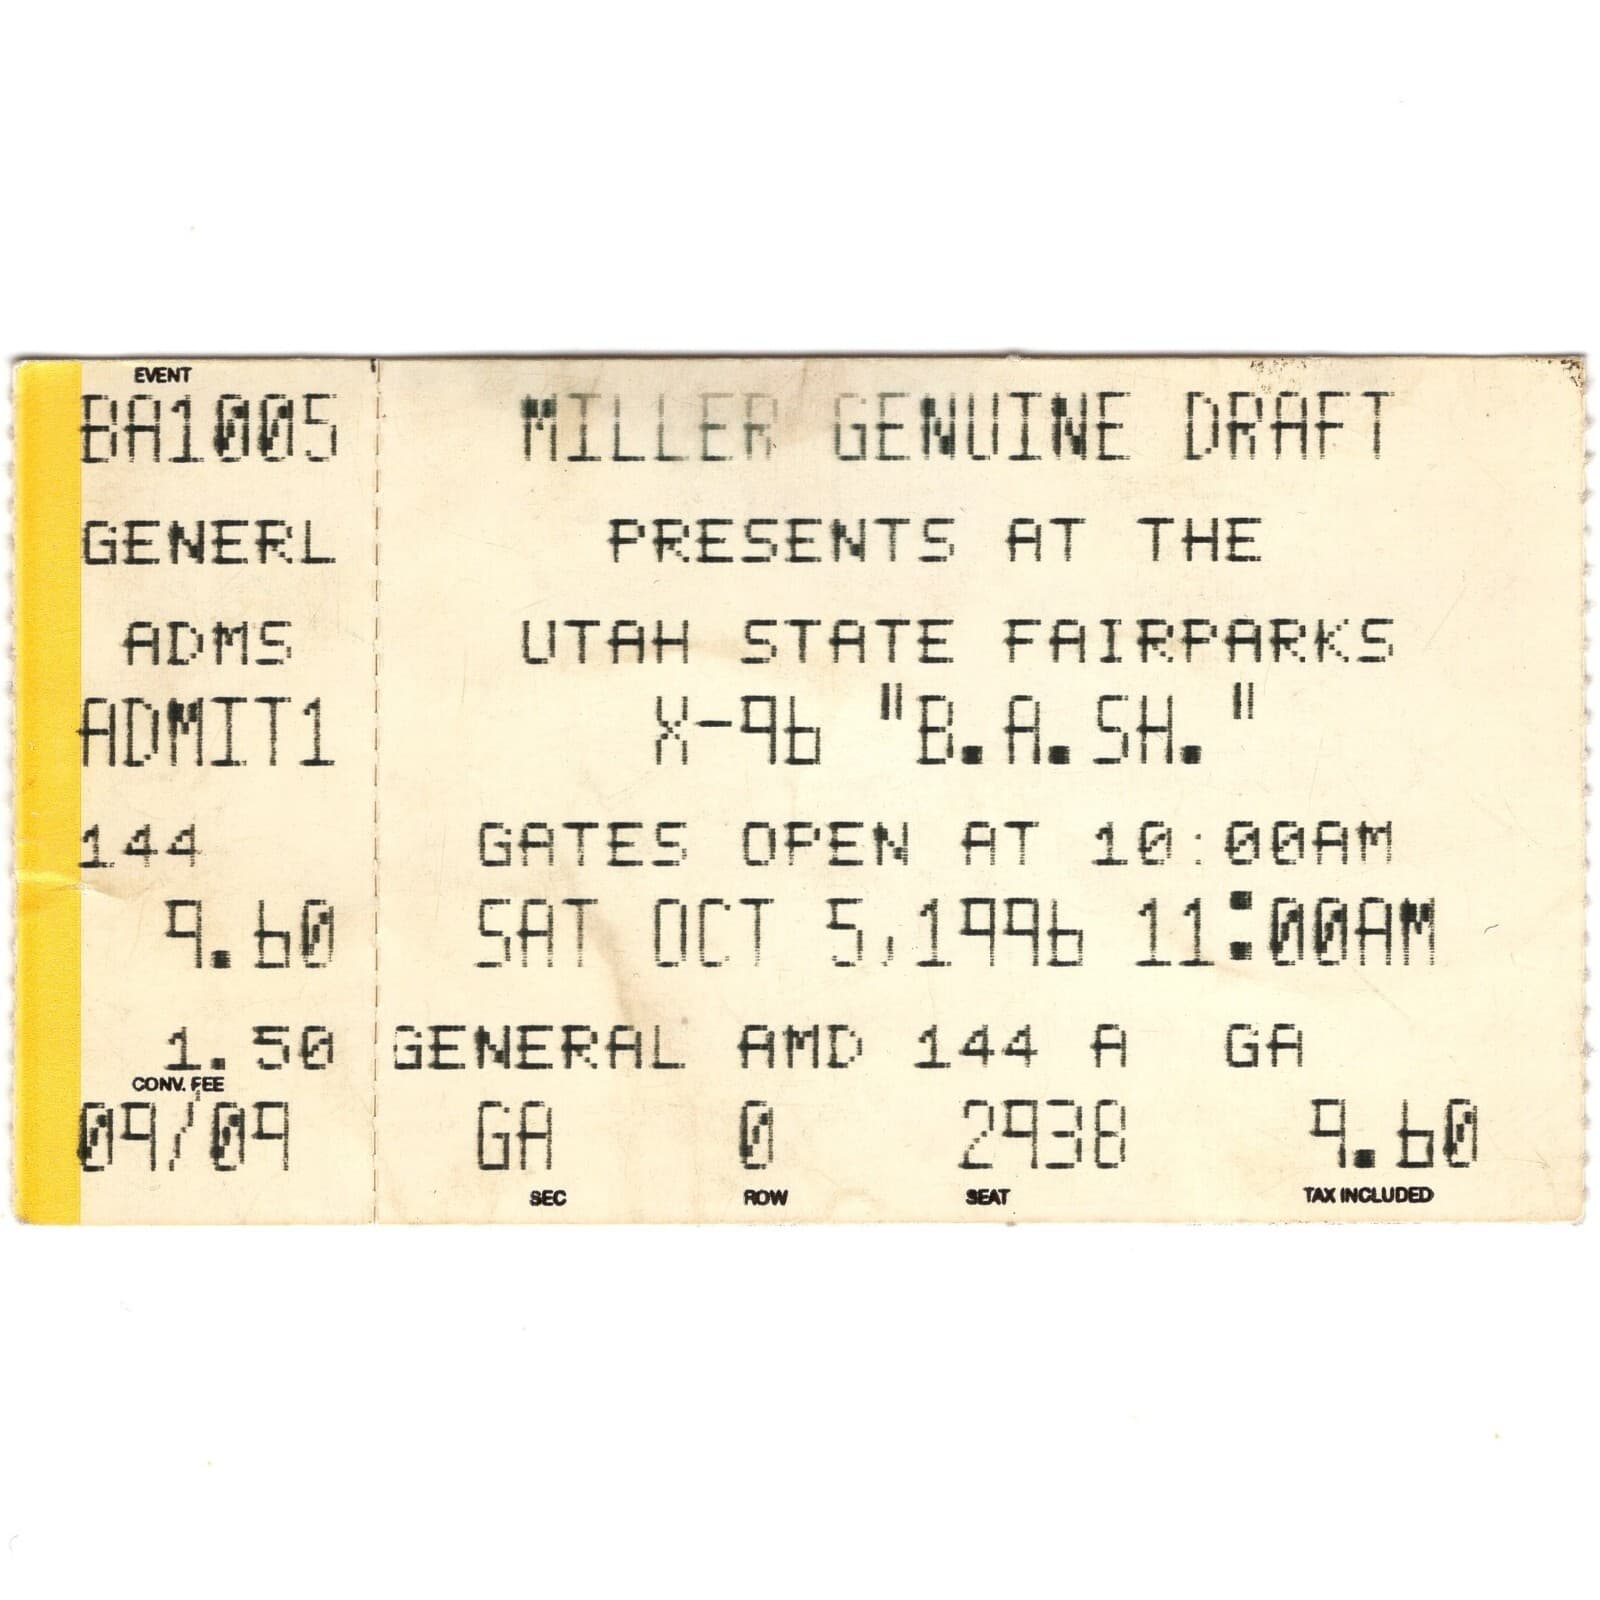 EVENT
BA1005
GENERL
ADMS
ADMIT1
144
9.60
1.50
CONV. FEE
09/09
MILLER GENUINE DRAFT
PRESENTS AT THE
UTAH STATE FAIRPARKS
X-96 "B.A.SH."
GATES OPEN AT 10:00AM
SAT OCT 5,1996 11:00AM
GENERAL AMD 144 A GA
GA 0 2938 9.60
SEC ROW SEAT TAX INCLUDED